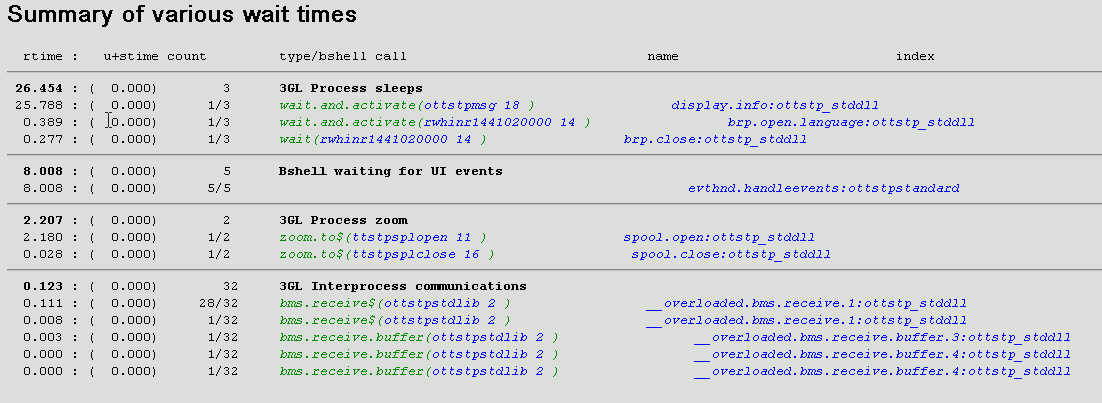 Summary of various wait times
rtime : u+stime count type/bshell call name index
26.454 : ( 0.000) 3 3GL Process sleeps
25.788 : ( 0.000) 1/3 wait.and.activate(ottstpmsg 18 ) display.info:ottstp_stddll
0.389 : ( 0.000) 1/3 wait.and.activate(rwhinr1441020000 14 ) brp.open.language:ottstp_stddll
0.277 : ( 0.000) 1/3 wait(rwhinr1441020000 14 ) brp.close:ottstp_stddll
8.008 : ( 0.000) 5 Bshell waiting for UI events
8.008 : ( 0.000) 5/5 evthnd.handleevents:ottstpstandard
2.207 : ( 0.000) 2 3GL Process zoom
2.180 : ( 0.000) 1/2 zoom.to$(ttstpsplopen 11 ) spool.open:ottstp_stddll
0.028 : ( 0.000) 1/2 zoom.to$(ttstpsplclose 16 ) spool.close:ottstp_stddll
0.123 : ( 0.000) 32 3GL Interprocess communications
0.111 : ( 0.000) 28/32 bms.receive$(ottstpstdlib 2 ) __overloaded.bms.receive.1:ottstp_stddll
0.008 : ( 0.000) 1/32 bms.receive$(ottstpstdlib 2 ) __overloaded.bms.receive.1:ottstp_stddll
0.003 : ( 0.000) 1/32 bms.receive.buffer(ottstpstdlib 2 ) __overloaded.bms.receive.buffer.3:ottstp_stddll
0.000 : ( 0.000) 1/32 bms.receive.buffer(ottstpstdlib 2 ) __overloaded.bms.receive.buffer.4:ottstp_stddll
0.000 : ( 0.000) 1/32 bms.receive.buffer(ottstpstdlib 2 ) __overloaded.bms.receive.buffer.4:ottstp_stddll